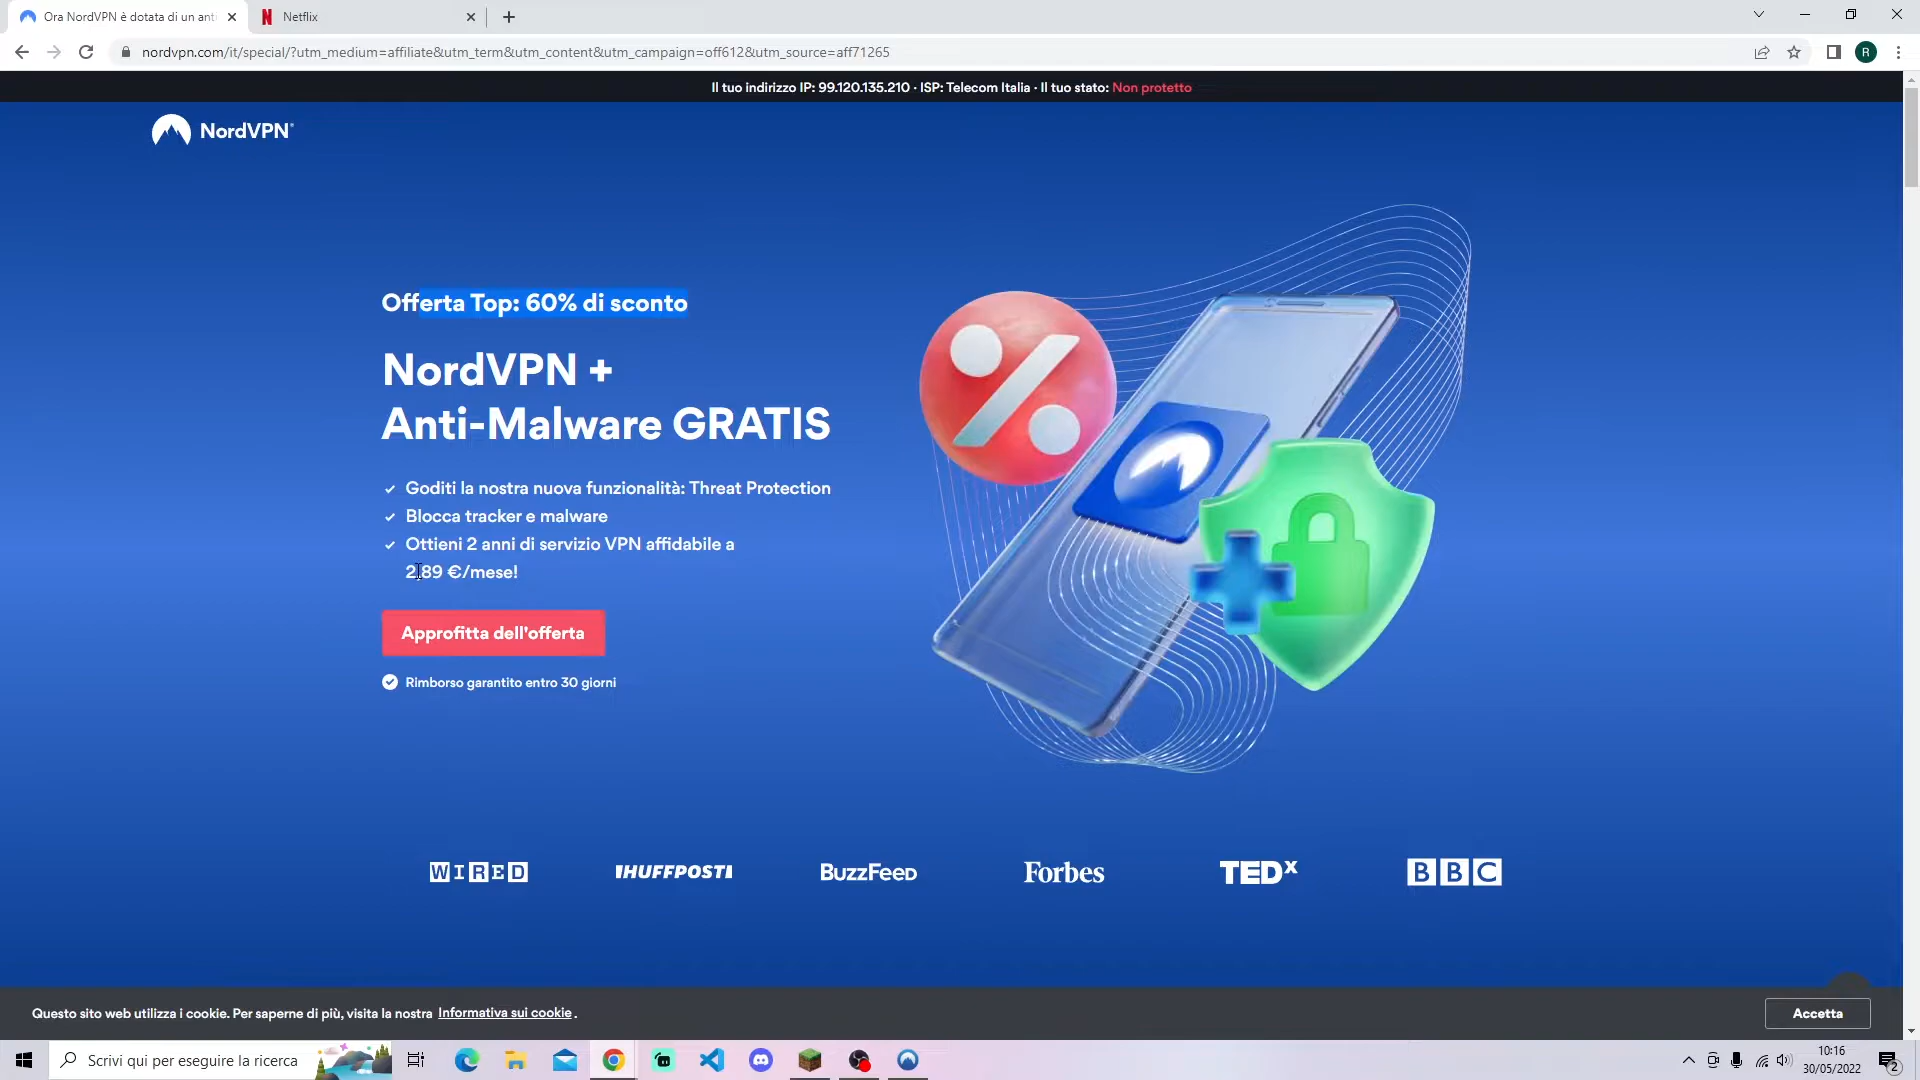 Ora NordVPN è dotata di un anti
Netflix
nordvpn.com/it/special/?utm_medium=affiliate&utm_term&utm_content&utm_campaign=off612&utm_source=aff71265
R
Il tuo indirizzo IP: 99.120.135.210 · ISP: Telecom Italia · Il tuo stato: Non protetto
NordVPN®
Offerta Top: 60% di sconto
NordVPN +
Anti-Malware GRATIS
Goditi la nostra nuova funzionalità: Threat Protection
Blocca tracker e malware
Ottieni 2 anni di servizio VPN affidabile a
2,89 €/mese!
Approfitta dell'offerta
Rimborso garantito entro 30 giorni
WIRED
IHUFFPOSTI
BuzzFeed
Forbes
TEDx
BBC
Questo sito web utilizza i cookie. Per saperne di più, visita la nostra Informativa sui cookie.
Accetta
Scrivi qui per eseguire la ricerca
10:16
30/05/2022
2